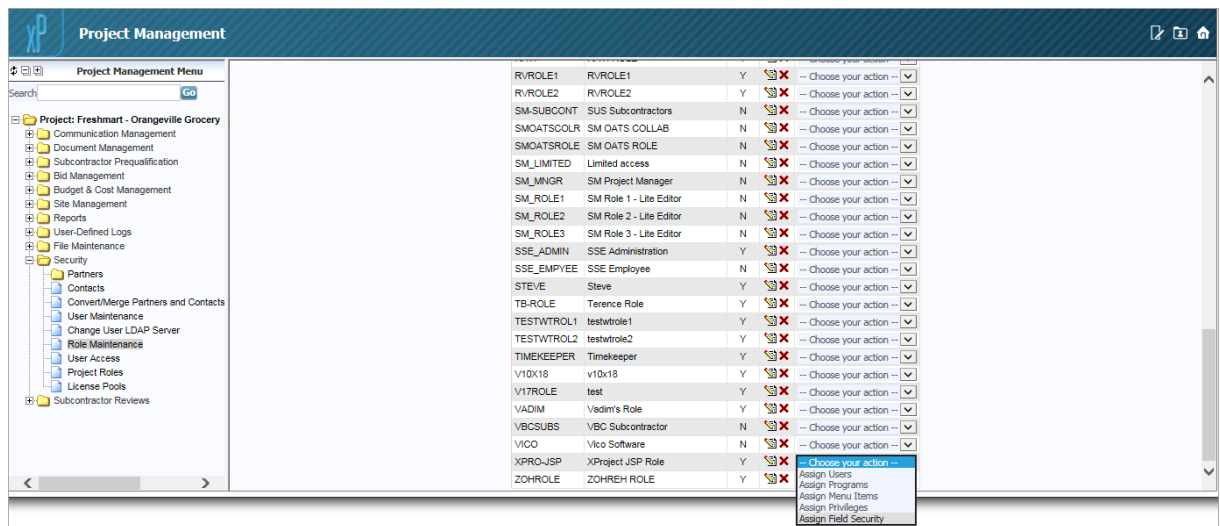 xP
Project Management
Project Management Menu
Search Go
Project: Freshmart - Orangeville Grocery
Communication Management
Document Management
Subcontractor Prequalification
Bid Management
Budget & Cost Management
Site Management
Reports
User-Defined Logs
File Maintenance
Security
Partners
Contacts
Convert/Merge Partners and Contacts
User Maintenance
Change User LDAP Server
Role Maintenance
User Access
Project Roles
License Pools
Subcontractor Reviews
RVROLE1 RVROLE1 Y -- Choose your action --
RVROLE2 RVROLE2 Y -- Choose your action --
SM-SUBCONT SUS Subcontractors N -- Choose your action --
SMOATSCOLR SM OATS COLLAB N -- Choose your action --
SMOATSROLE SM OATS ROLE N -- Choose your action --
SM_LIMITED Limited access N -- Choose your action --
SM_MNGR SM Project Manager N -- Choose your action --
SM_ROLE1 SM Role 1 - Lite Editor N -- Choose your action --
SM_ROLE2 SM Role 2 - Lite Editor N -- Choose your action --
SM_ROLE3 SM Role 3 - Lite Editor N -- Choose your action --
SSE_ADMIN SSE Administration Y -- Choose your action --
SSE_EMPYEE SSE Employee N -- Choose your action --
STEVE Steve Y -- Choose your action --
TB-ROLE Terence Role Y -- Choose your action --
TESTWTROL1 testwtrole1 Y -- Choose your action --
TESTWTROL2 testwtrole2 Y -- Choose your action --
TIMEKEEPER Timekeeper Y -- Choose your action --
V10X18 v10x18 Y -- Choose your action --
V17ROLE test Y -- Choose your action --
VADIM Vadim's Role Y -- Choose your action --
VBCSUBS VBC Subcontractor N -- Choose your action --
VICO Vico Software N -- Choose your action --
XPRO-JSP XProject JSP Role Y -- Choose your action --
ZOHROLE ZOHREH ROLE Y
Assign Users
Assign Programs
Assign Menu Items
Assign Privileges
Assign Field Security